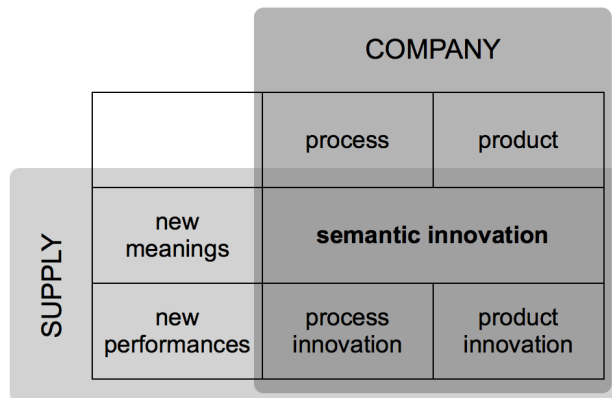 COMPANY
process
product
SUPPLY
new
meanings
semantic innovation
new
performances
process
innovation
product
innovation